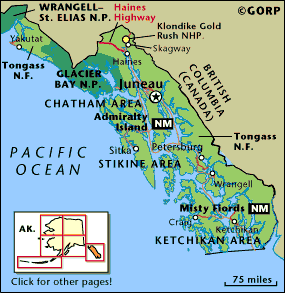 WRANGELL–
St. ELIAS N.P.
Haines
Highway
©GORP
Klondike Gold
Rush NHP.
Yakutat
Skagway
Tongass
N.F.
Haines
GLACIER
BAY N.P.
Juneau
BRITISH
COLUMBIA
(CANADA)
CHATHAM AREA
Admiralty
Island
NM
Tongass
N.F.
PACIFIC
OCEAN
Sitka
Petersburg
STIKINE AREA
Wrangell
Misty Fiords
NM
Craig
Ketchikan
KETCHIKAN AREA
AK.
Click for other pages!
75 miles